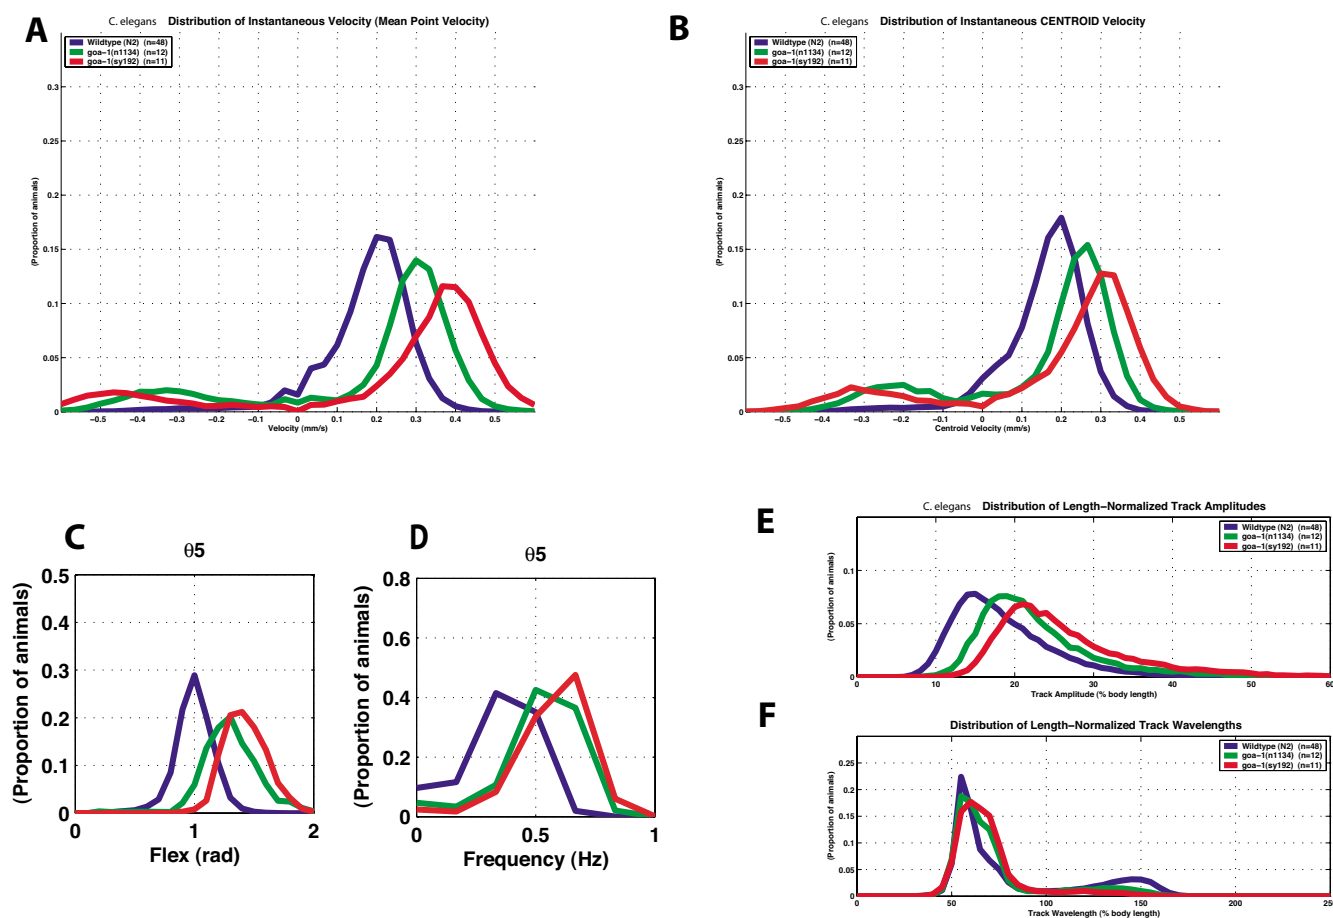 A
C. elegans Distribution of Instantaneous Velocity (Mean Point Velocity)
Wildtype (N2) (n=48)
goa-1(n1134) (n=12)
goa-1(sy192) (n=11)
(Proportion of animals)
0.3
0.25
0.2
0.15
0.1
0.05
0
-0.5 -0.4 -0.3 -0.2 -0.1 0 0.1 0.2 0.3 0.4 0.5
Velocity (mm/s)
B
C. elegans Distribution of Instantaneous CENTROID Velocity
Wildtype (N2) (n=48)
goa-1(n1134) (n=12)
goa-1(sy192) (n=11)
(Proportion of animals)
0.3
0.25
0.2
0.15
0.1
0.05
0
-0.5 -0.4 -0.3 -0.2 -0.1 0 0.1 0.2 0.3 0.4 0.5
Centroid Velocity (mm/s)
C
θ5
(Proportion of animals)
0.5
0.4
0.3
0.2
0.1
0
0 1 2
Flex (rad)
D
θ5
(Proportion of animals)
0.8
0.6
0.4
0.2
0
0 0.5 1
Frequency (Hz)
E
C. elegans Distribution of Length-Normalized Track Amplitudes
Wildtype (N2) (n=48)
goa-1(n1134) (n=12)
goa-1(sy192) (n=11)
(Proportion of animals)
0.1
0.05
0
0 10 20 30 40 50 60
Track Amplitude (% body length)
F
Distribution of Length-Normalized Track Wavelengths
Wildtype (N2) (n=48)
goa-1(n1134) (n=12)
goa-1(sy192) (n=11)
(Proportion of animals)
0.25
0.2
0.15
0.1
0.05
0
0 50 100 150 200 250
Track Wavelength (% body length)